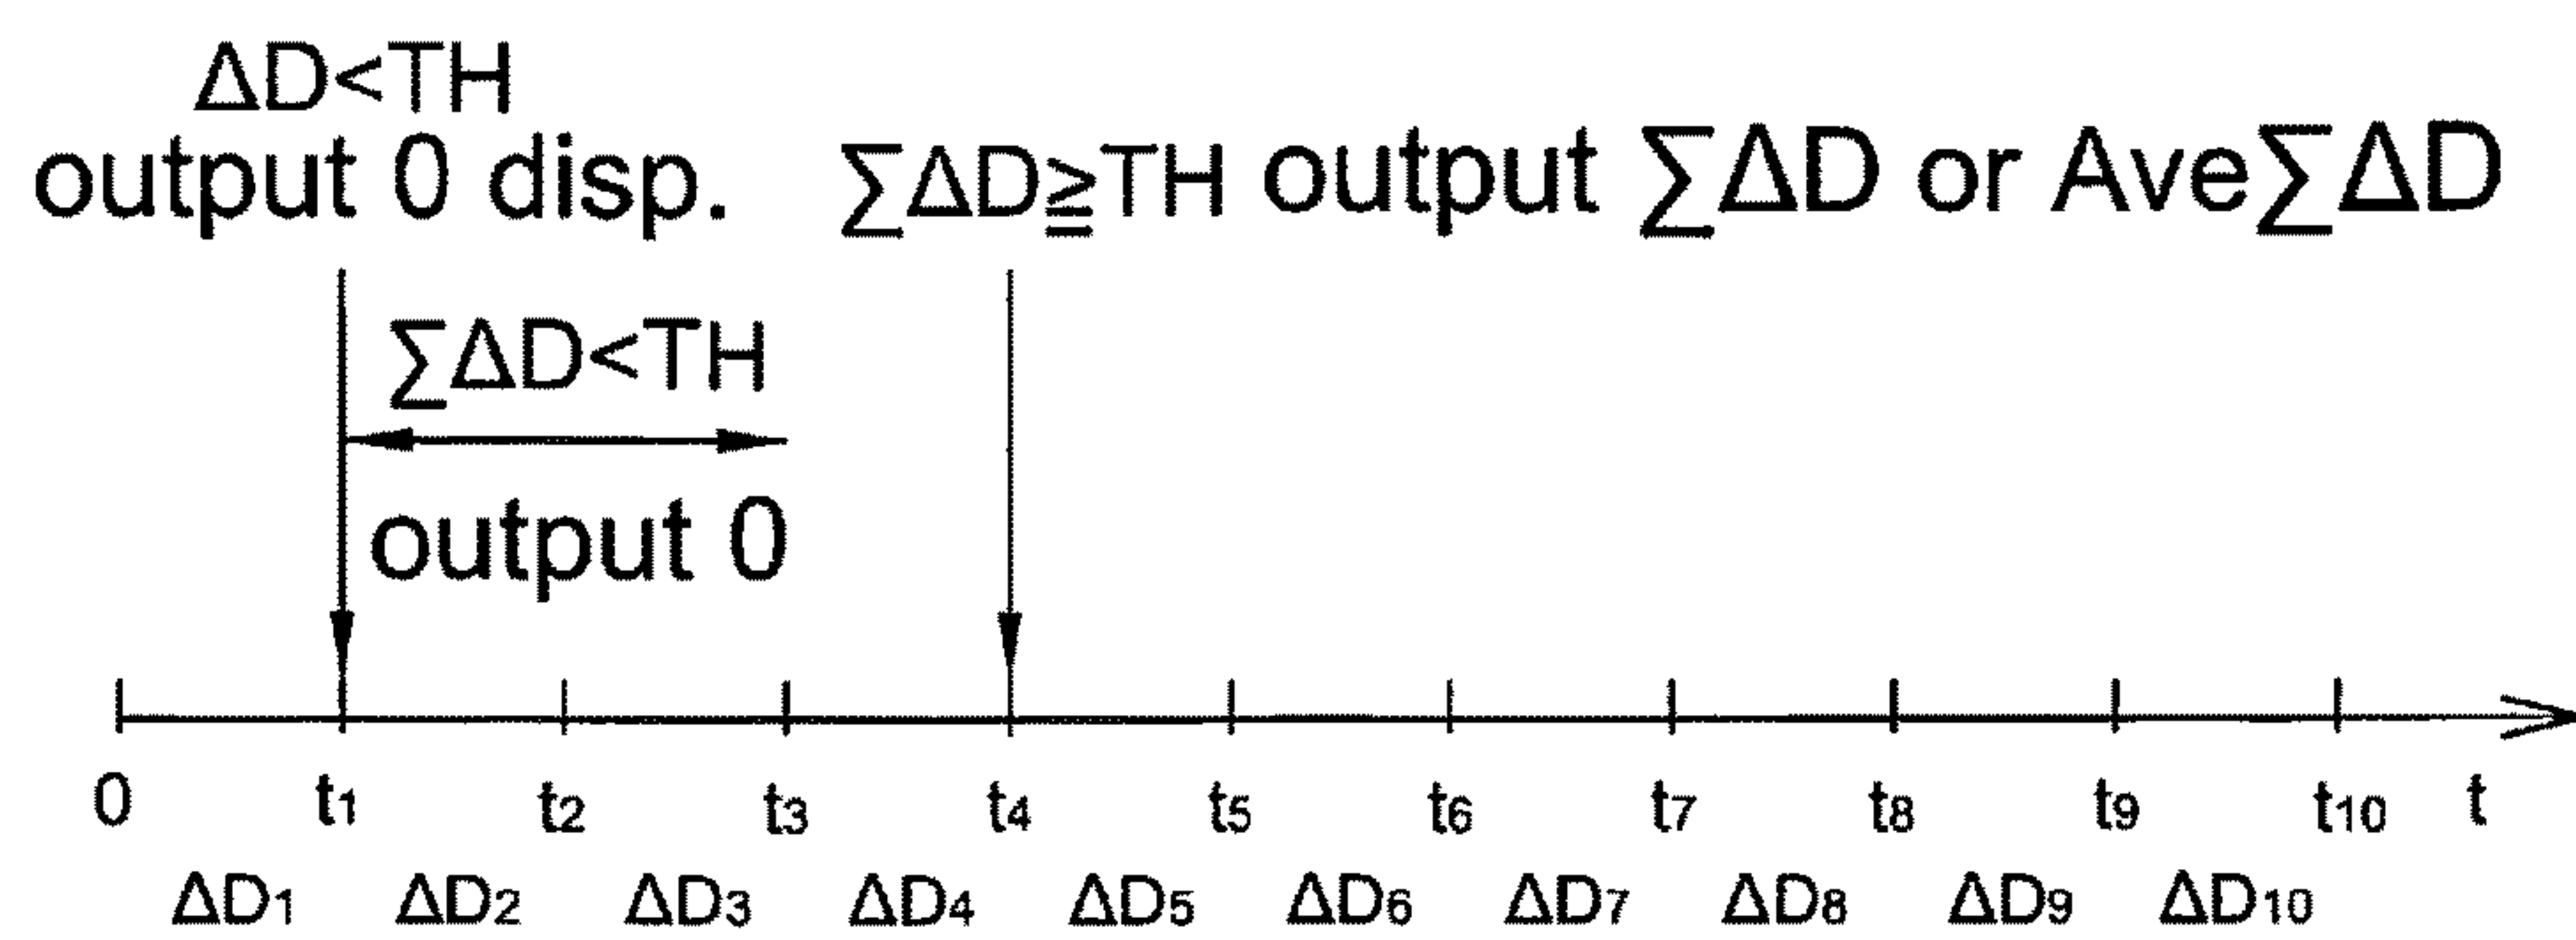 ΔD<TH
output 0 disp.
∑ΔD≧TH output ∑ΔD or Ave∑ΔD
∑ΔD<TH
output 0
0 t1 t2 t3 t4 t5 t6 t7 t8 t9 t10 t
ΔD1 ΔD2 ΔD3 ΔD4 ΔD5 ΔD6 ΔD7 ΔD8 ΔD9 ΔD10